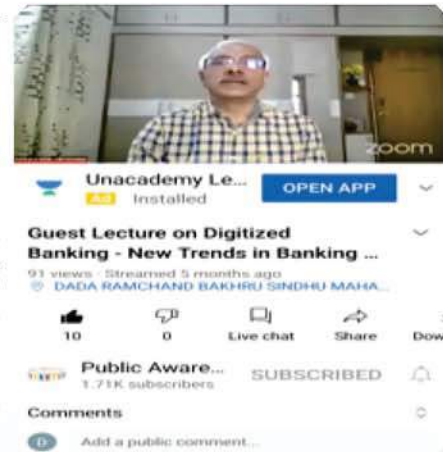 zoom
Unacademy Le...
OPEN APP
Ad Installed
Guest Lecture on Digitized
Banking - New Trends in Banking ...
91 views · Streamed 5 months ago
DADA RAMCHAND BAKHRU SINDHU MAHA...
10
0
Live chat
Share
Dow
Public Aware...
1.71K subscribers
SUBSCRIBED
Comments
D
Add a public comment...